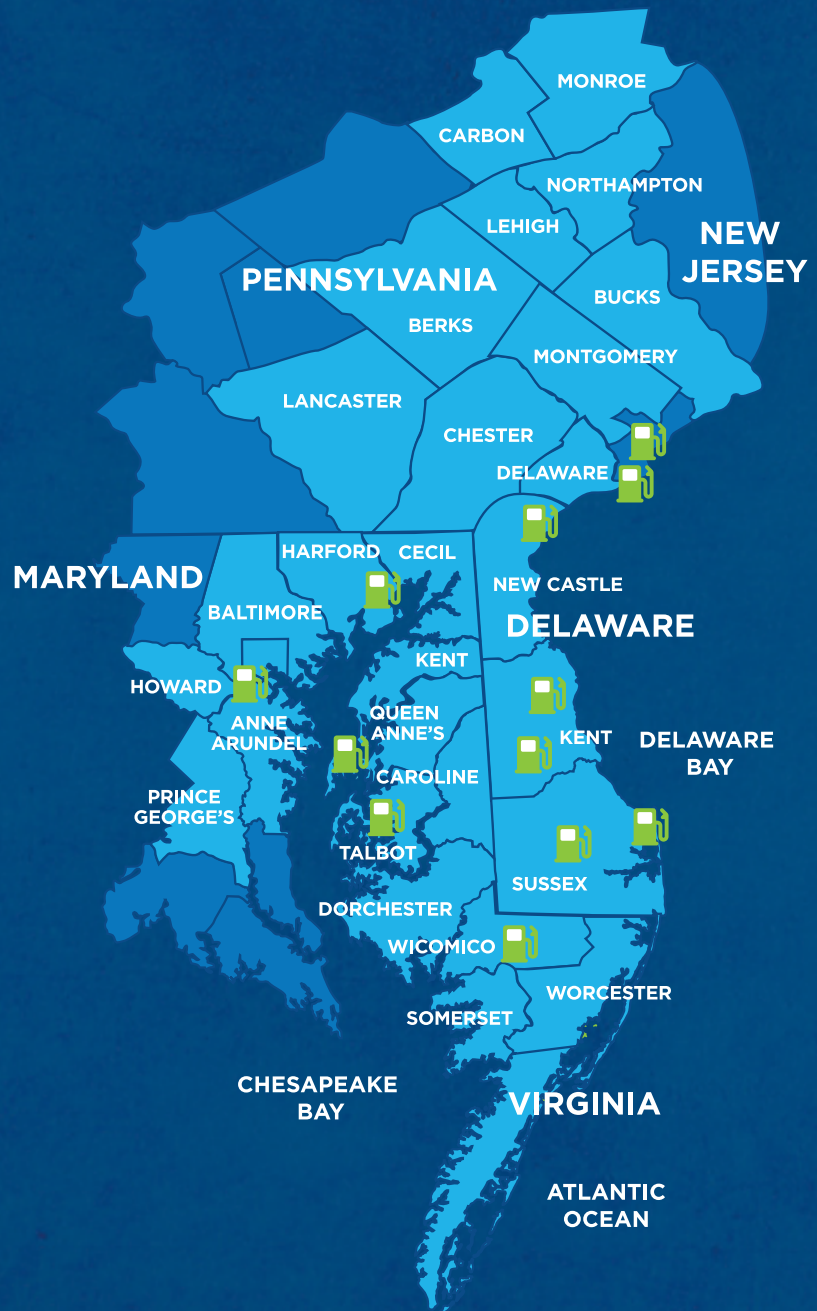 MONROE
CARBON
NORTHAMPTON
LEHIGH
NEW
JERSEY
PENNSYLVANIA
BUCKS
BERKS
MONTGOMERY
LANCASTER
CHESTER
DELAWARE
HARFORD
CECIL
MARYLAND
NEW CASTLE
BALTIMORE
DELAWARE
KENT
HOWARD
QUEEN
ANNE'S
ANNE
ARUNDEL
KENT
DELAWARE
BAY
CAROLINE
PRINCE
GEORGE'S
TALBOT
SUSSEX
DORCHESTER
WICOMICO
WORCESTER
SOMERSET
CHESAPEAKE
BAY
VIRGINIA
ATLANTIC
OCEAN